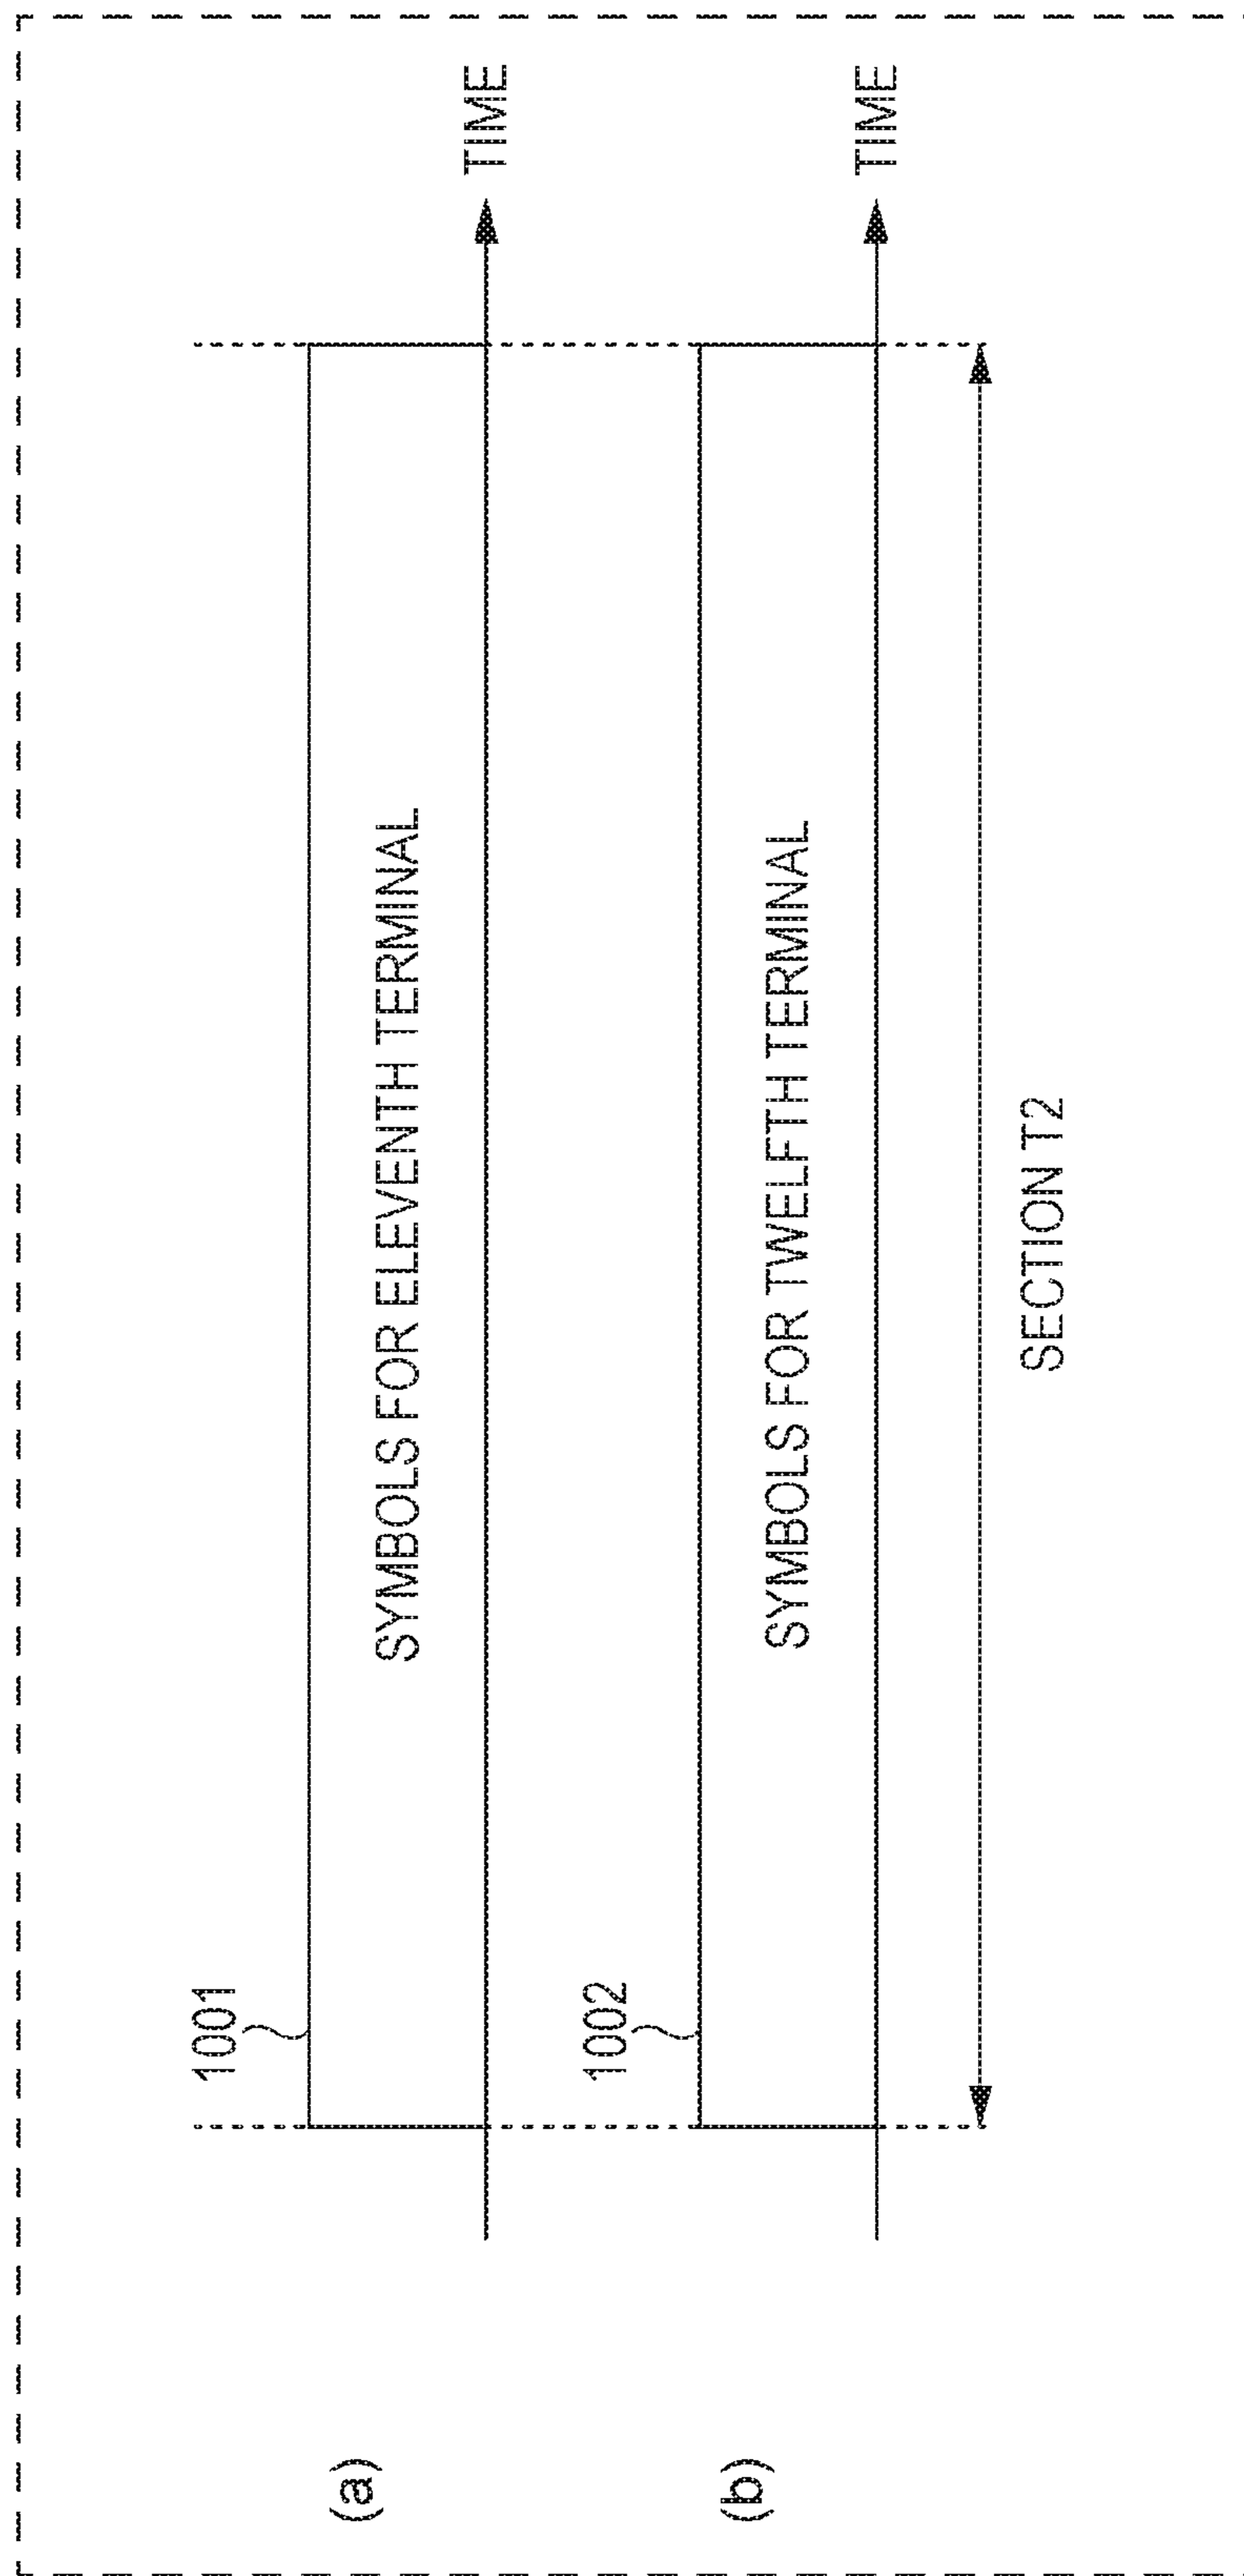 (a)
1001
SYMBOLS FOR ELEVENTH TERMINAL
TIME
(b)
1002
SYMBOLS FOR TWELFTH TERMINAL
TIME
SECTION T2